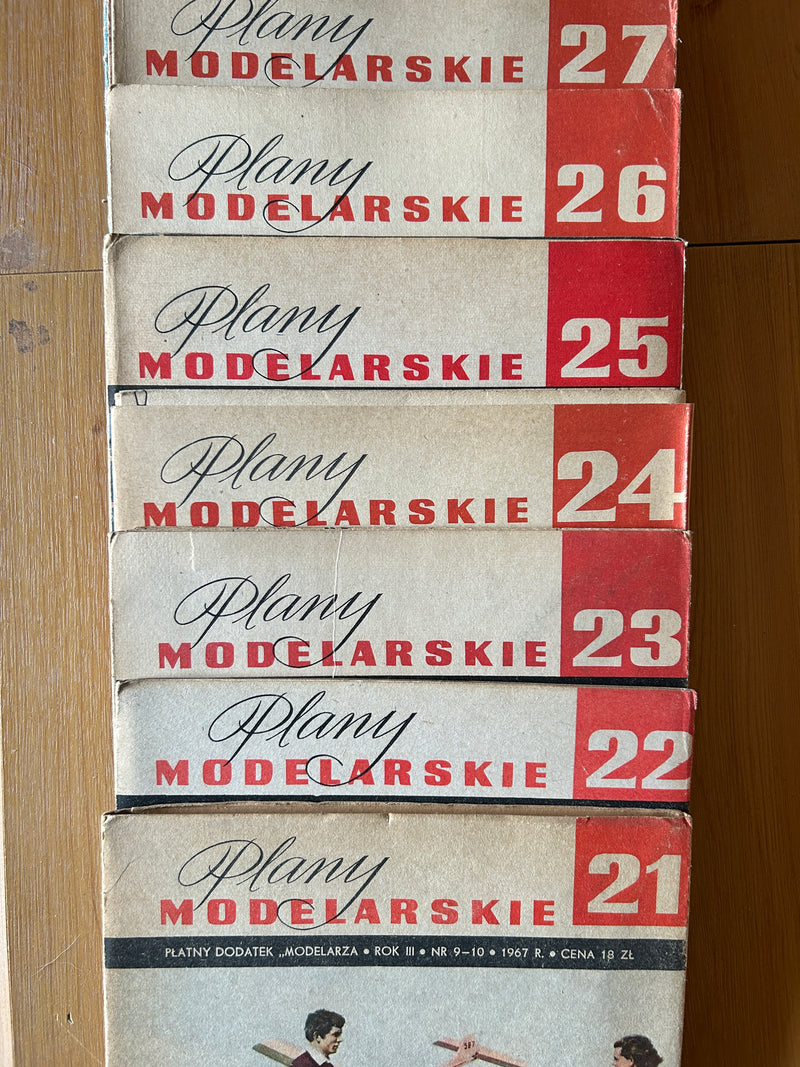 Plany
MODELARSKIE 27
Plany
MODELARSKIE 26
Plany
MODELARSKIE 25
Plany
MODELARSKIE 24
Plany
MODELARSKIE 23
Plany
MODELARSKIE 22
Plany
MODELARSKIE 21
PŁATNY DODATEK „MODELARZA • ROK III • NR 9–10 • 1967 R. • CENA 18 ZŁ
587